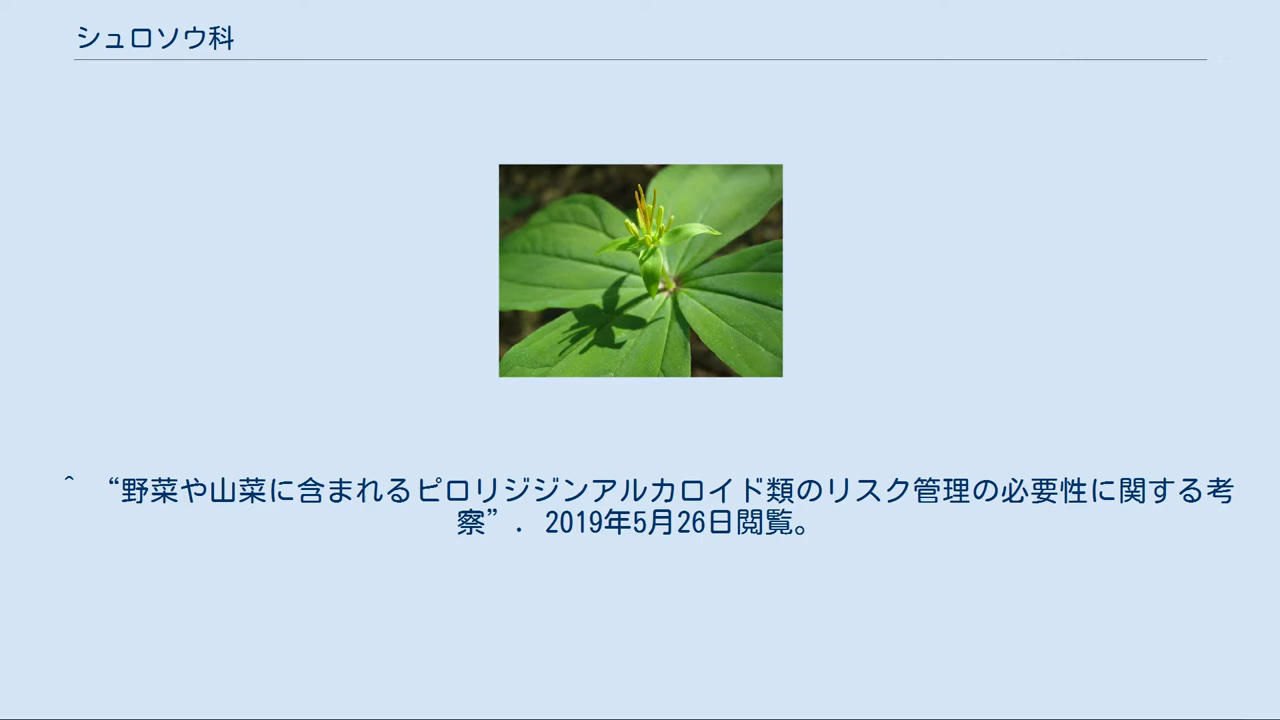 シュロソウ科
^ “野菜や山菜に含まれるピロリジジンアルカロイド類のリスク管理の必要性に関する考
察”. 2019年5月26日閲覧。